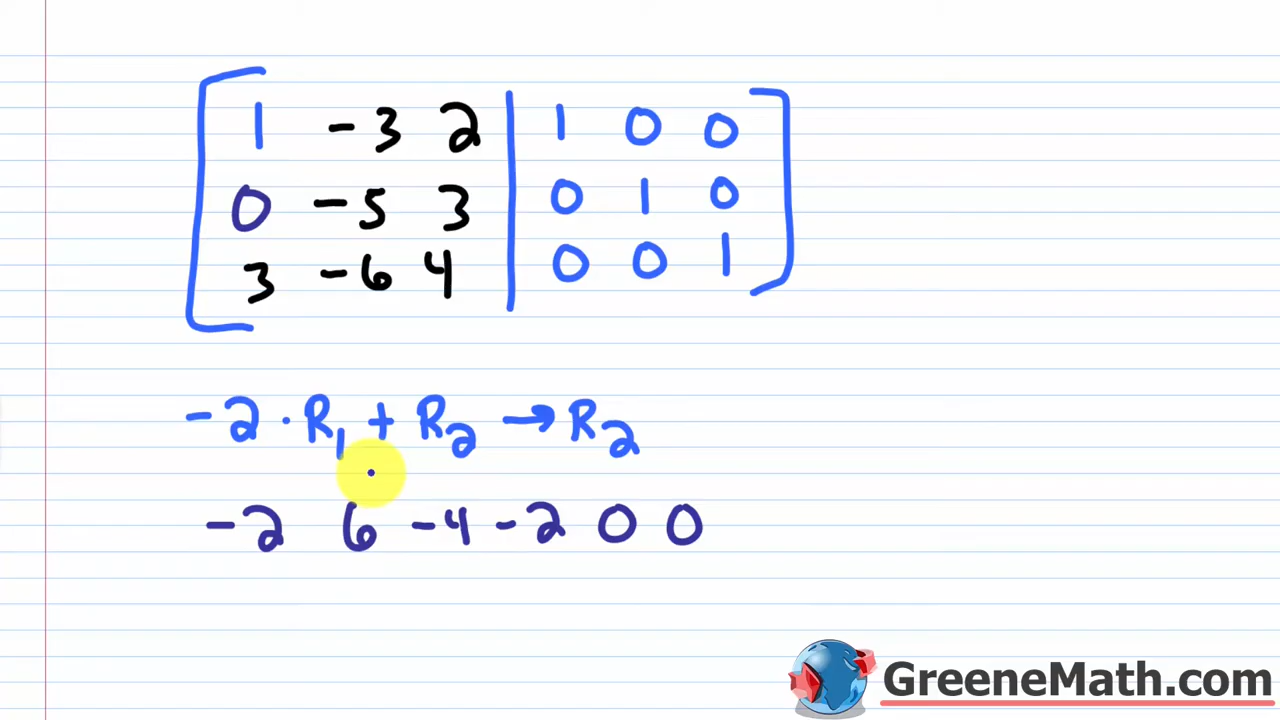 1 -3 2 | 1 0 0
0 -5 3 | 0 1 0
3 -6 4 | 0 0 1
-2 · R₁ + R₂ → R₂
-2 6 -4 -2 0 0
GreeneMath.com